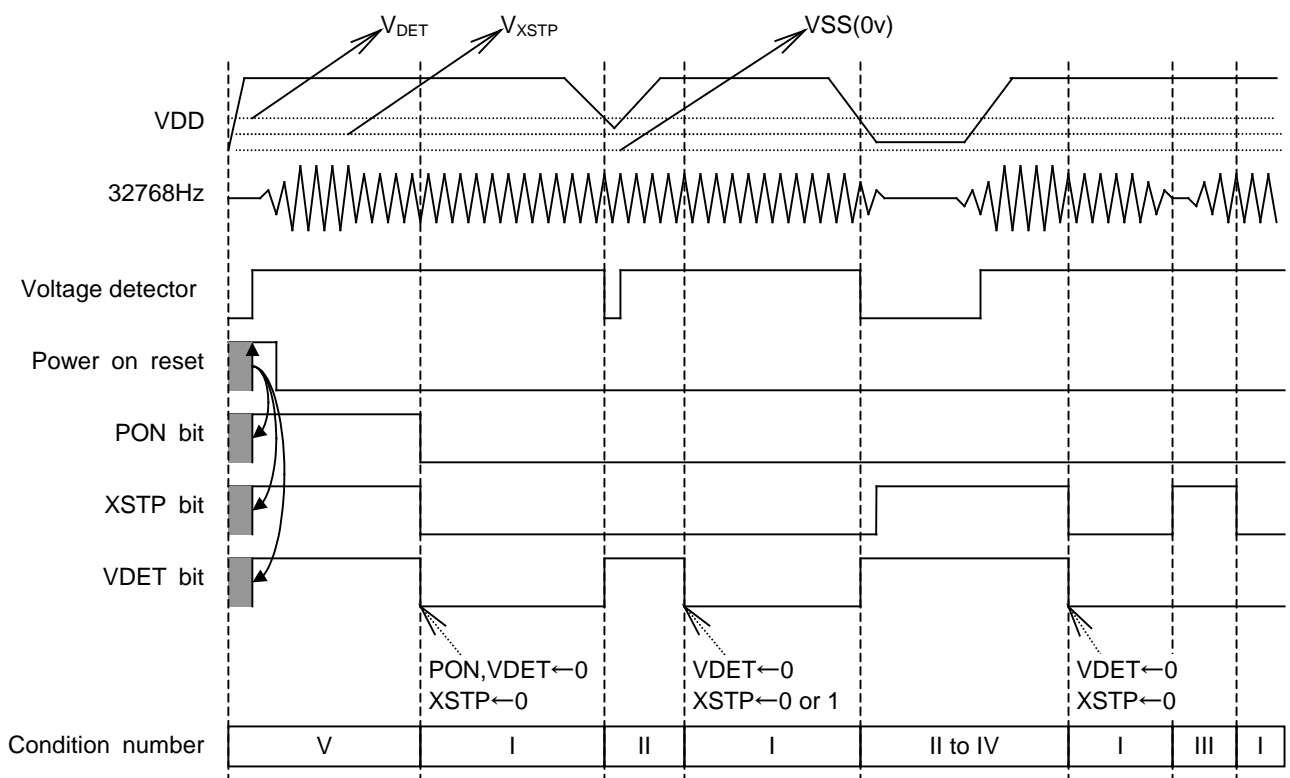 VDET VXSTP VSS(0v)
VDD
32768Hz
Voltage detector
Power on reset
PON bit
XSTP bit
VDET bit
PON,VDET←0 VDET←0 VDET←0
XSTP←0 XSTP←0 or 1 XSTP←0
Condition number V I II I II to IV I III I